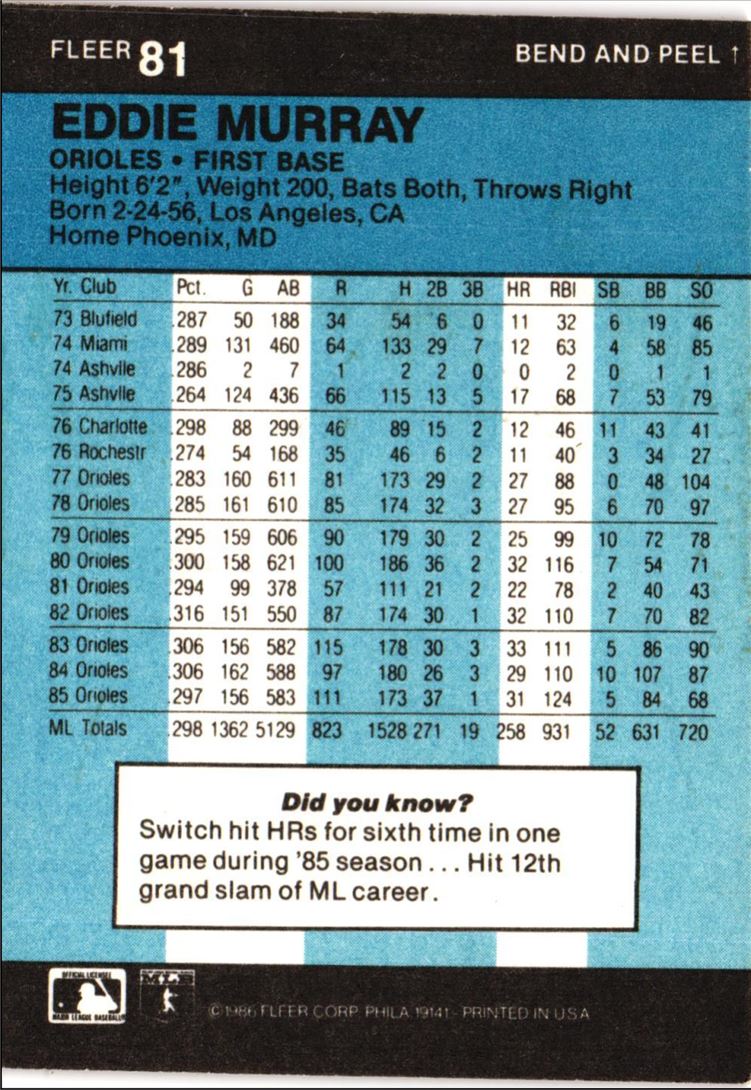 FLEER 81
BEND AND PEEL ↑
EDDIE MURRAY
ORIOLES • FIRST BASE
Height 6'2", Weight 200, Bats Both, Throws Right
Born 2-24-56, Los Angeles, CA
Home Phoenix, MD
Yr. Club Pct. G AB R H 2B 3B HR RBI SB BB SO
73 Blufield .287 50 188 34 54 6 0 11 32 6 19 46
74 Miami .289 131 460 64 133 29 7 12 63 4 58 85
74 Ashvlle .286 2 7 1 2 2 0 0 2 0 1 1
75 Ashvlle .264 124 436 66 115 13 5 17 68 7 53 79
76 Charlotte .298 88 299 46 89 15 2 12 46 11 43 41
76 Rochestr .274 54 168 35 46 6 2 11 40 3 34 27
77 Orioles .283 160 611 81 173 29 2 27 88 0 48 104
78 Orioles .285 161 610 85 174 32 3 27 95 6 70 97
79 Orioles .295 159 606 90 179 30 2 25 99 10 72 78
80 Orioles .300 158 621 100 186 36 2 32 116 7 54 71
81 Orioles .294 99 378 57 111 21 2 22 78 2 40 43
82 Orioles .316 151 550 87 174 30 1 32 110 7 70 82
83 Orioles .306 156 582 115 178 30 3 33 111 5 86 90
84 Orioles .306 162 588 97 180 26 3 29 110 10 107 87
85 Orioles .297 156 583 111 173 37 1 31 124 5 84 68
ML Totals .298 1362 5129 823 1528 271 19 258 931 52 631 720
Did you know?
Switch hit HRs for sixth time in one
game during '85 season . . . Hit 12th
grand slam of ML career.
OFFICIAL LICENSEE
MAJOR LEAGUE BASEBALL
© 1986 FLEER CORP. PHILA. 19141 - PRINTED IN U.S.A.